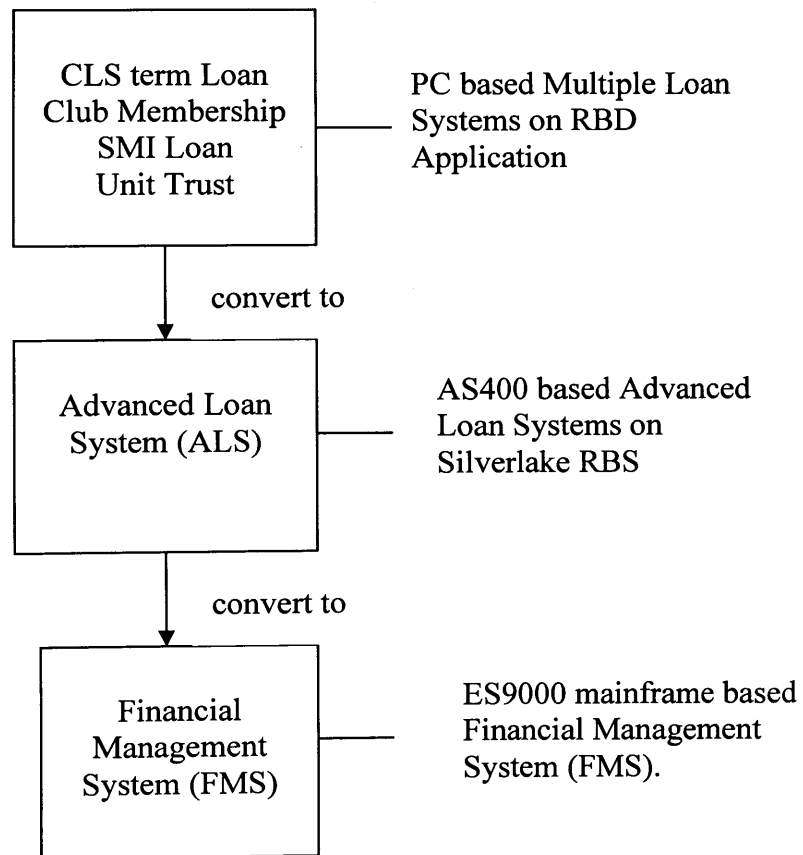 CLS term Loan
Club Membership
SMI Loan
Unit Trust
PC based Multiple Loan
Systems on RBD
Application
convert to
Advanced Loan
System (ALS)
AS400 based Advanced
Loan Systems on
Silverlake RBS
convert to
Financial
Management
System (FMS)
ES9000 mainframe based
Financial Management
System (FMS).